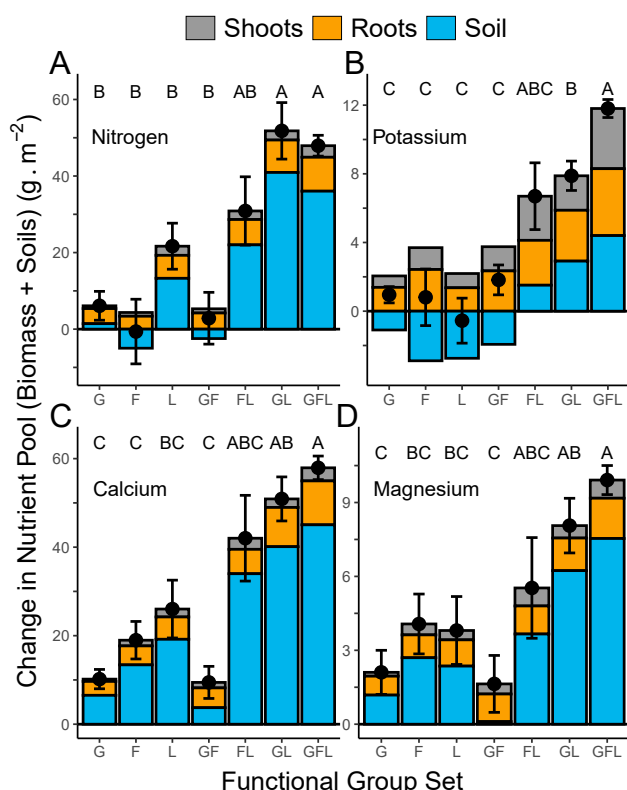 Shoots Roots Soil
A
B B B B AB A A
Nitrogen
60
40
20
0
G F L GF FL GL GFL
B
C C C C ABC B A
Potassium
12
8
4
0
G F L GF FL GL GFL
C
C C BC C ABC AB A
Calcium
60
40
20
0
G F L GF FL GL GFL
D
C BC BC C ABC AB A
Magnesium
9
6
3
0
G F L GF FL GL GFL
Change in Nutrient Pool (Biomass + Soils) (g. m⁻²)
Functional Group Set